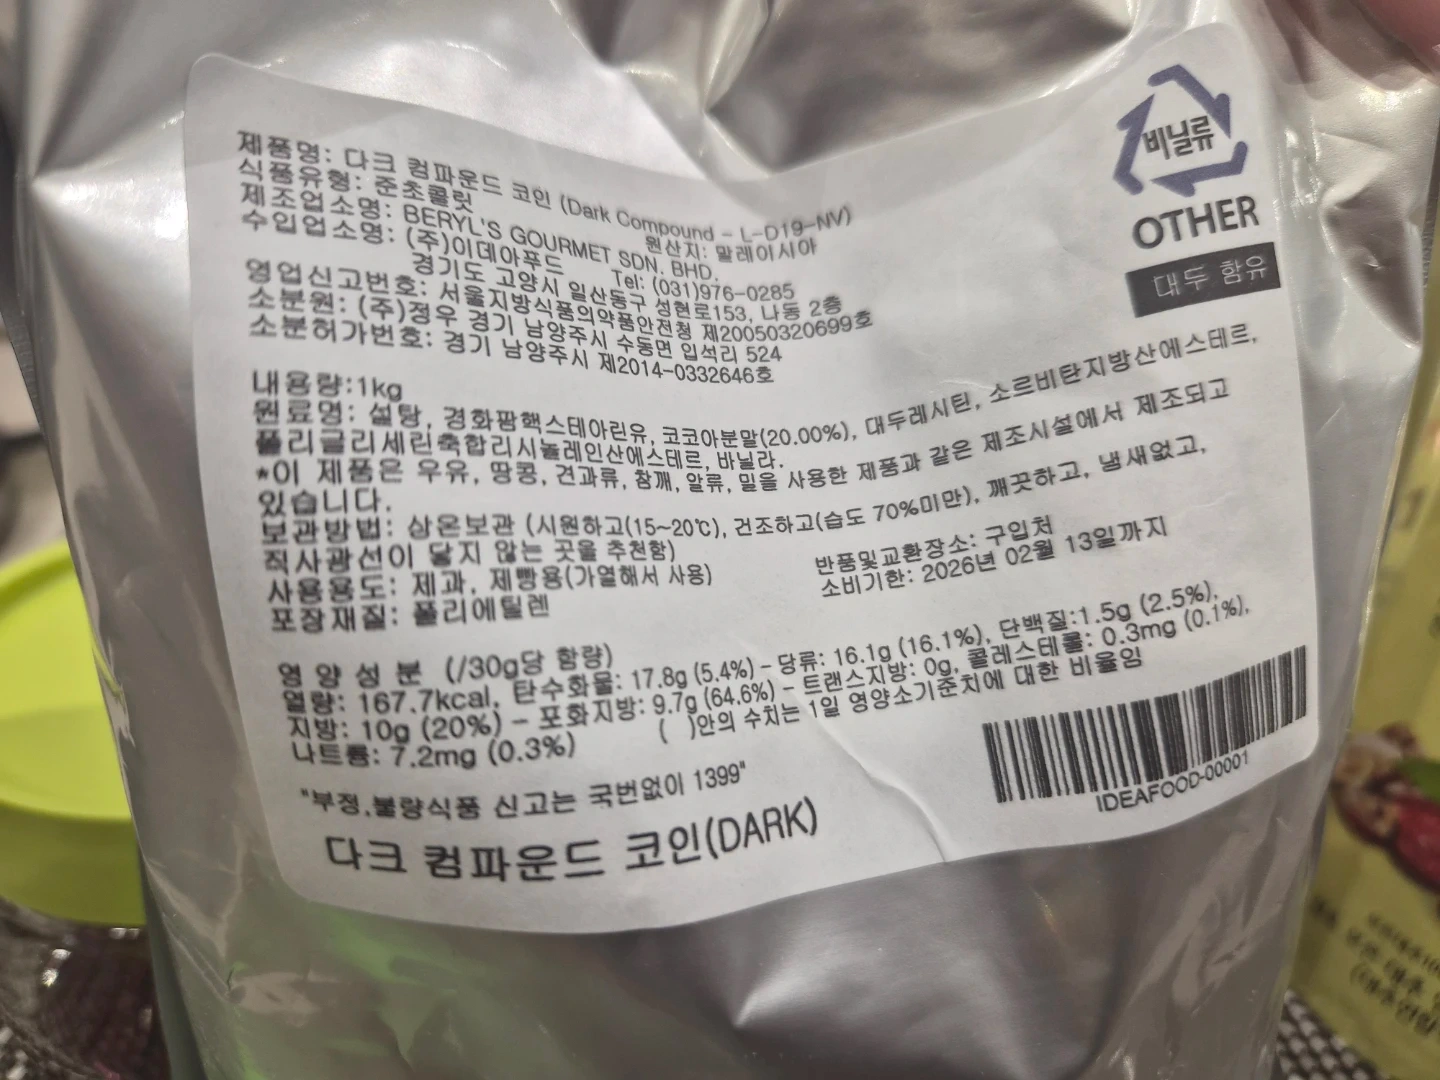 제품명: 다크 컴파운드 코인 (Dark Compound - L-D19-NV)
식품유형: 준초콜릿
원산지: 말레이시아
제조업소명: BERYL'S GOURMET SDN. BHD.
수입업소명: (주)이데아푸드 Tel: (031)976-0285
경기도 고양시 일산동구 성현로153, 나동 2층
영업신고번호: 서울지방식품의약품안전청 제20050320699호
소분원: (주)정우 경기 남양주시 수동면 입석리 524
소분허가번호: 경기 남양주시 제2014-0332646호
내용량:1kg
원료명: 설탕, 경화팜핵스테아린유, 코코아분말(20.00%), 대두레시틴, 소르비탄지방산에스테르,
폴리글리세린축합리시놀레인산에스테르, 바닐라.
*이 제품은 우유, 땅콩, 견과류, 참깨, 알류, 밀을 사용한 제품과 같은 제조시설에서 제조되고
있습니다.
보관방법: 상온보관 (시원하고(15~20℃), 건조하고(습도 70%미만), 깨끗하고, 냄새없고,
직사광선이 닿지 않는 곳을 추천함)
사용용도: 제과, 제빵용(가열해서 사용)
포장재질: 폴리에틸렌
반품및교환장소: 구입처
소비기한: 2026년 02월 13일까지
영 양 성 분 (/30g당 함량)
열량: 167.7kcal, 탄수화물: 17.8g (5.4%) - 당류: 16.1g (16.1%), 단백질:1.5g (2.5%),
지방: 10g (20%) - 포화지방: 9.7g (64.6%) - 트랜스지방: 0g, 콜레스테롤: 0.3mg (0.1%),
나트륨: 7.2mg (0.3%) ( )안의 수치는 1일 영양소기준치에 대한 비율임
"부정.불량식품 신고는 국번없이 1399"
다크 컴파운드 코인(DARK)
비닐류
OTHER
대두 함유
IDEAFOOD-00001